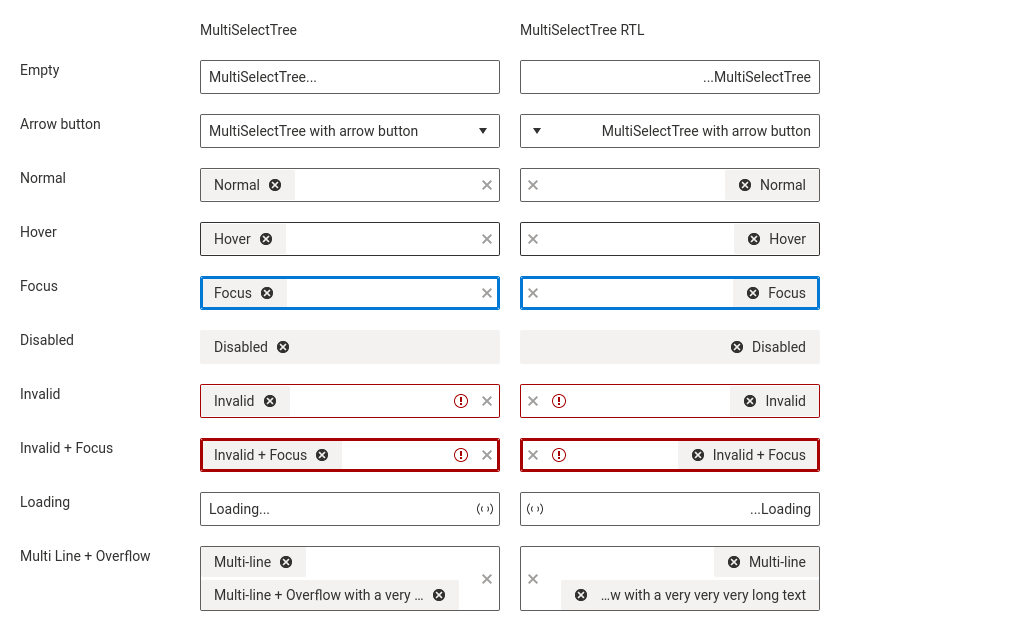 MultiSelectTree MultiSelectTree RTL
Empty MultiSelectTree... ...MultiSelectTree
Arrow button MultiSelectTree with arrow button MultiSelectTree with arrow button
Normal Normal Normal
Hover Hover Hover
Focus Focus Focus
Disabled Disabled Disabled
Invalid Invalid Invalid
Invalid + Focus Invalid + Focus Invalid + Focus
Loading Loading... ...Loading
Multi Line + Overflow Multi-line Multi-line
Multi-line + Overflow with a very ... ...w with a very very very long text